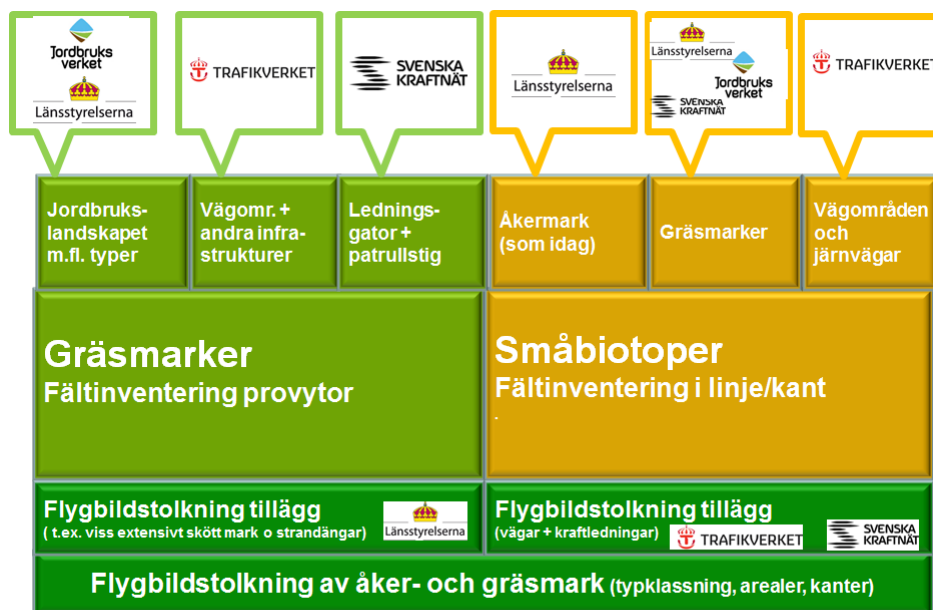 Jordbruks
verket
Länsstyrelserna
TRAFIKVERKET
SVENSKA
KRAFTNÄT
Länsstyrelserna
Länsstyrelserna
Jordbruks
verket
SVENSKA
KRAFTNÄT
TRAFIKVERKET
Jordbruks-
landskapet
m.fl. typer
Vägomr. +
andra infra-
strukturer
Lednings-
gator +
patrullstig
Åkermark
(som idag)
Gräsmarker
Vägområden
och
järnvägar
Gräsmarker
Fältinventering provytor
Småbiotoper
Fältinventering i linje/kant
.
Flygbildstolkning tillägg
( t.ex. viss extensivt skött mark o strandängar)
Länsstyrelserna
Flygbildstolkning tillägg
(vägar + kraftledningar)
TRAFIKVERKET
SVENSKA
KRAFTNÄT
Flygbildstolkning av åker- och gräsmark (typklassning, arealer, kanter)